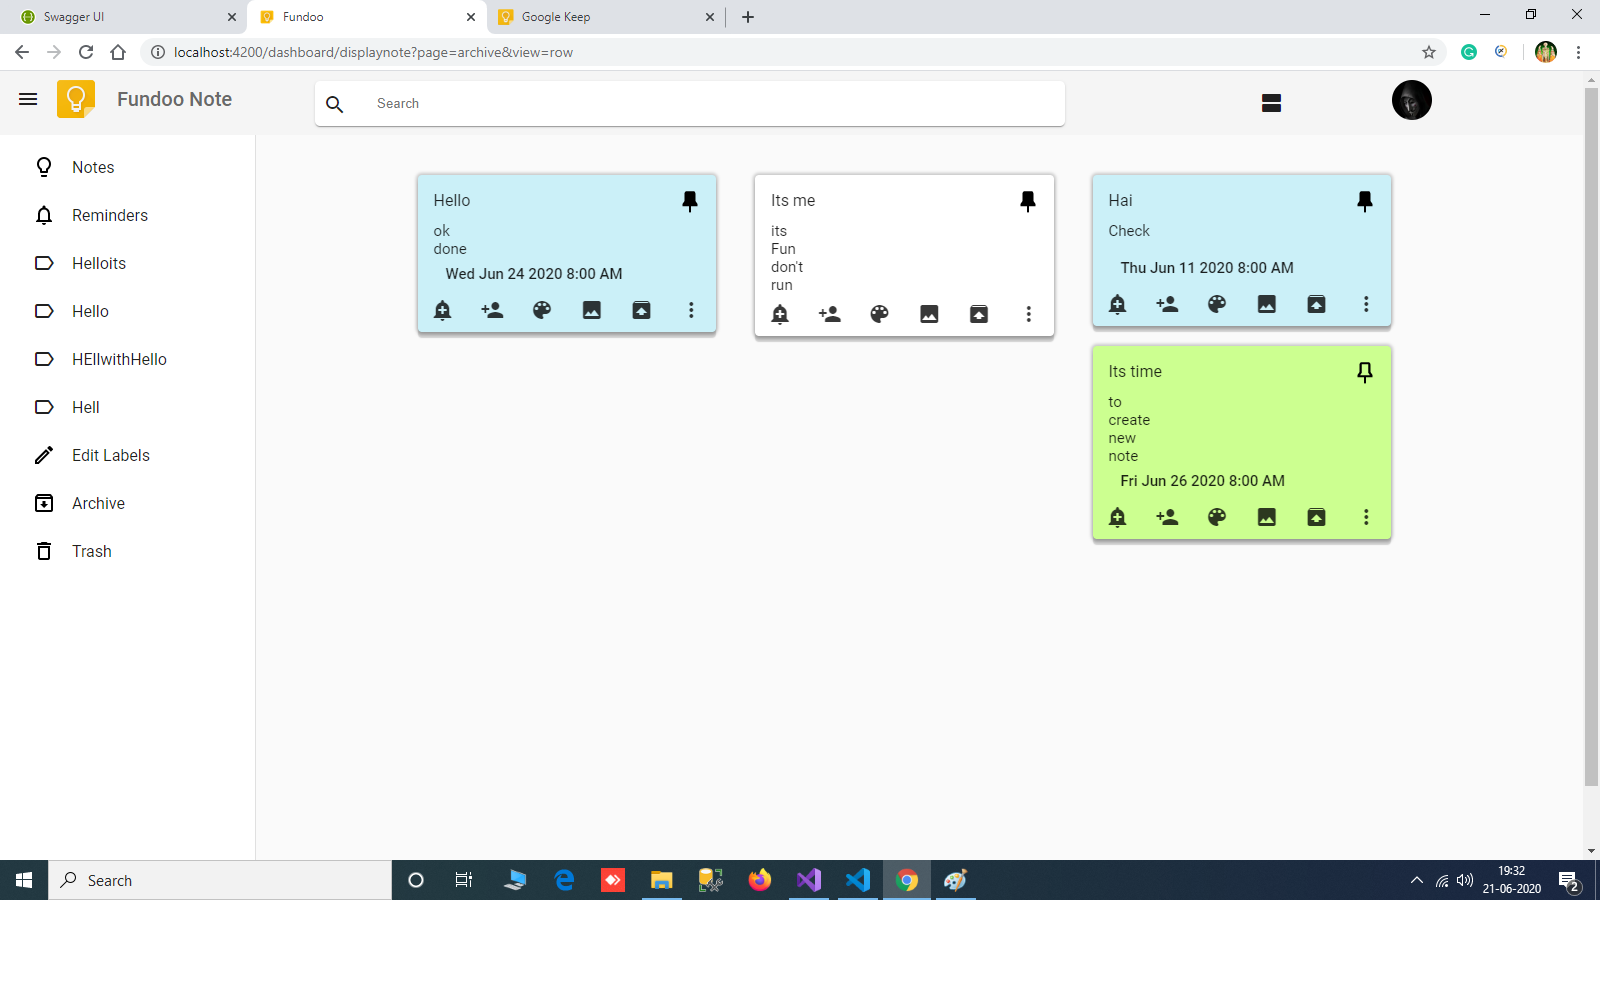 Swagger UI
Fundoo
Google Keep
localhost:4200/dashboard/displaynote?page=archive&view=row
Fundoo Note
Search
Notes
Reminders
Helloits
Hello
HEllwithHello
Hell
Edit Labels
Archive
Trash
Hello
ok
done
Wed Jun 24 2020 8:00 AM
Its me
its
Fun
don't
run
Hai
Check
Thu Jun 11 2020 8:00 AM
Its time
to
create
new
note
Fri Jun 26 2020 8:00 AM
Search
19:32
21-06-2020
2